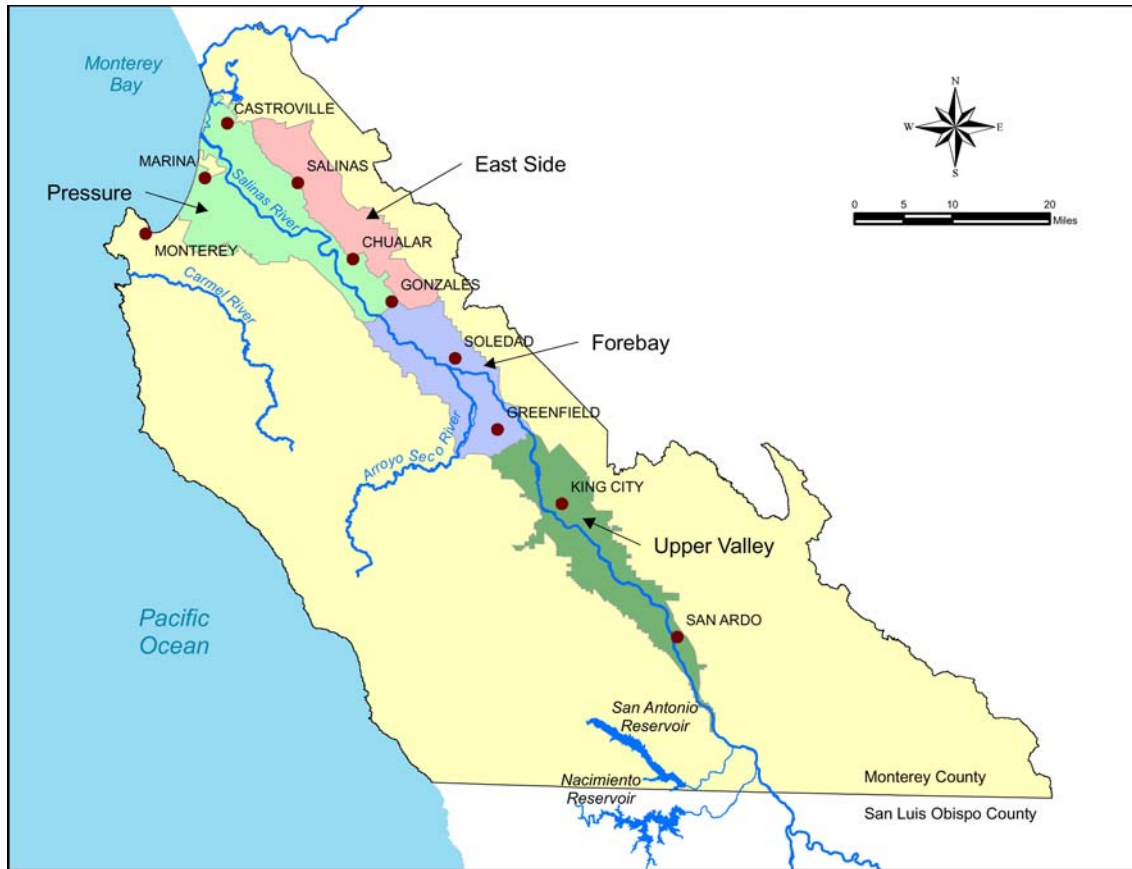 Monterey
Bay
N
W
E
S
CASTROVILLE
MARINA
SALINAS
East Side
Pressure
Salinas River
0
5
10
20
Miles
MONTEREY
CHUALAR
Carmel River
GONZALES
SOLEDAD
Forebay
GREENFIELD
Arroyo Seco River
KING CITY
Upper Valley
Pacific
Ocean
SAN ARDO
San Antonio
Reservoir
Nacimiento
Reservoir
Monterey County
San Luis Obispo County